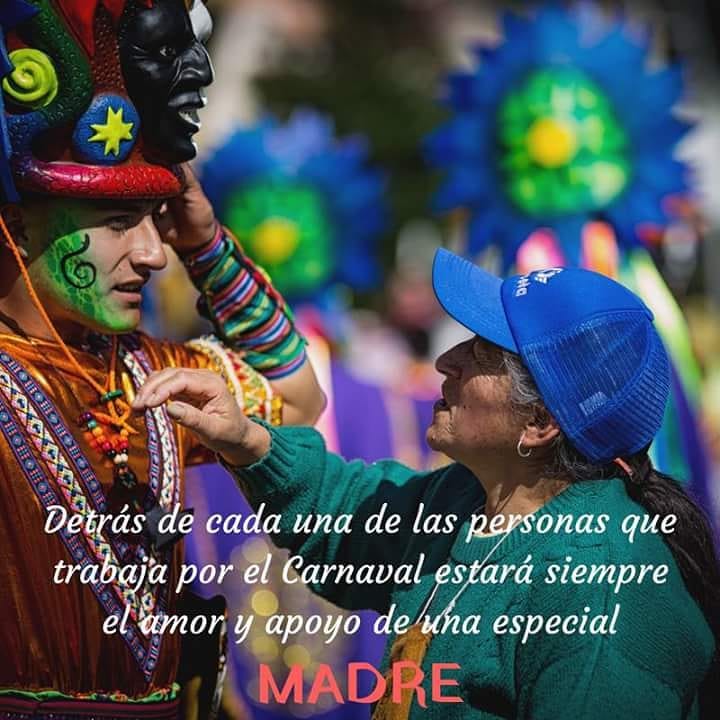 Detrás de cada una de las personas que
trabaja por el Carnaval estará siempre
el amor y apoyo de una especial
MADRE